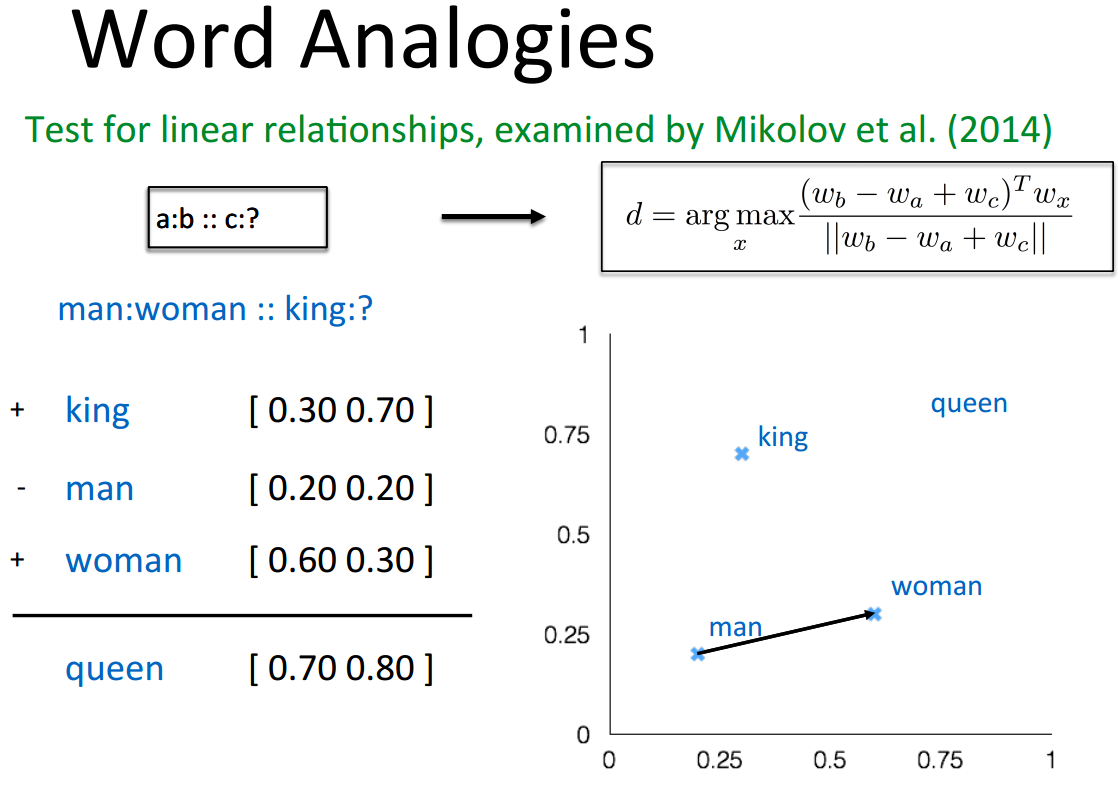 Word Analogies
Test for linear relationships, examined by Mikolov et al. (2014)
a:b :: c:?
d = arg max_x (w_b − w_a + w_c)^T w_x / ||w_b − w_a + w_c||
man:woman :: king:?
+ king [ 0.30 0.70 ]
- man [ 0.20 0.20 ]
+ woman [ 0.60 0.30 ]
queen [ 0.70 0.80 ]
1
queen
king
0.75
0.5
woman
man
0.25
0
0 0.25 0.5 0.75 1